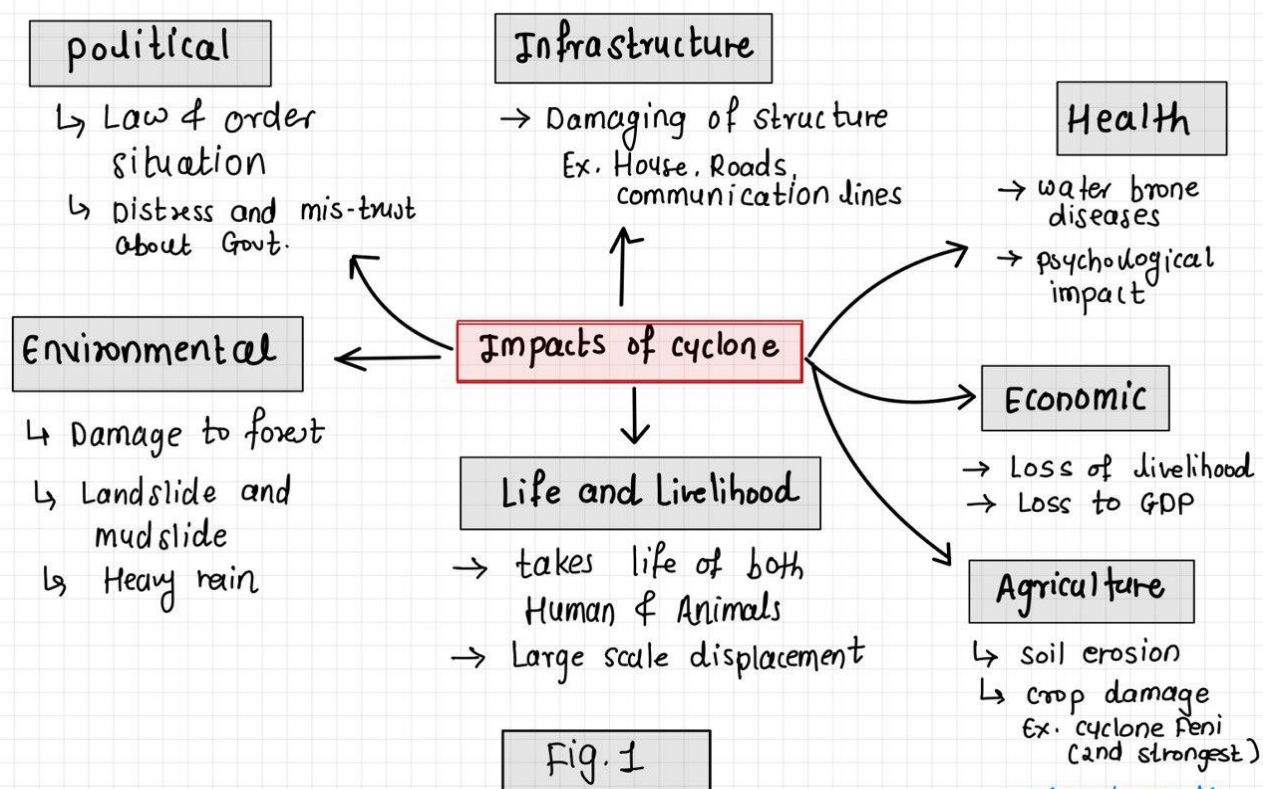 Political
↳ Law & order
situation
↳ Distress and mis-trust
about Govt.
Infrastructure
→ Damaging of structure
Ex. House, Roads,
communication lines
Health
→ water brone
diseases
→ psychological
impact
Environmental
↳ Damage to forest
↳ Landslide and
mudslide
↳ Heavy rain
Impacts of cyclone
Life and Livelihood
→ takes life of both
Human & Animals
→ Large scale displacement
Economic
→ Loss of livelihood
→ Loss to GDP
Agriculture
↳ soil erosion
↳ crop damage
Ex. cyclone Feni
(2nd strongest)
Fig. 1